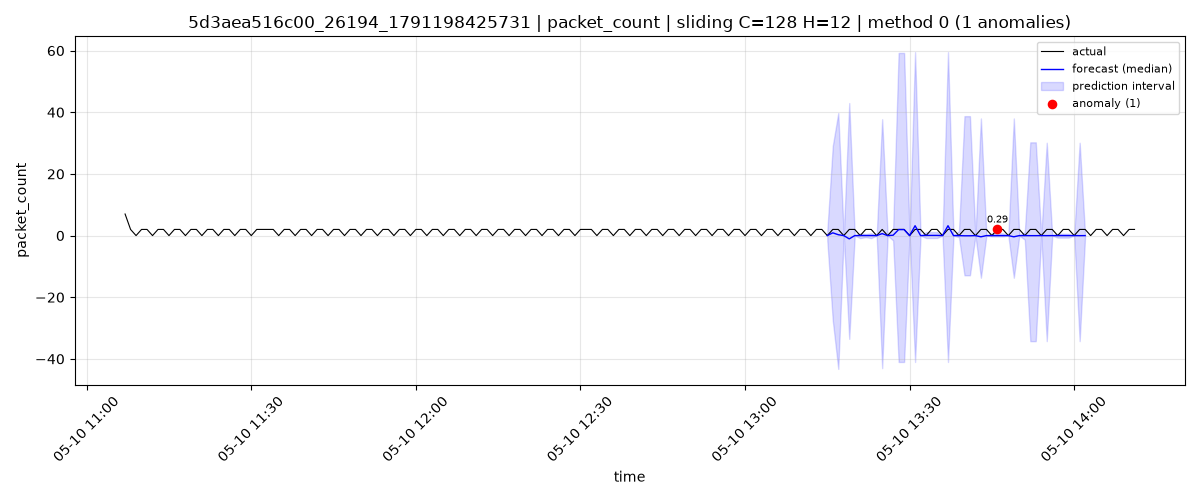 5d3aea516c00_26194_1791198425731 | packet_count | sliding C=128 H=12 | method 0 (1 anomalies)
packet_count
60
40
20
0
−20
−40
actual
forecast (median)
prediction interval
anomaly (1)
0.29
05-10 11:00
05-10 11:30
05-10 12:00
05-10 12:30
05-10 13:00
05-10 13:30
05-10 14:00
time